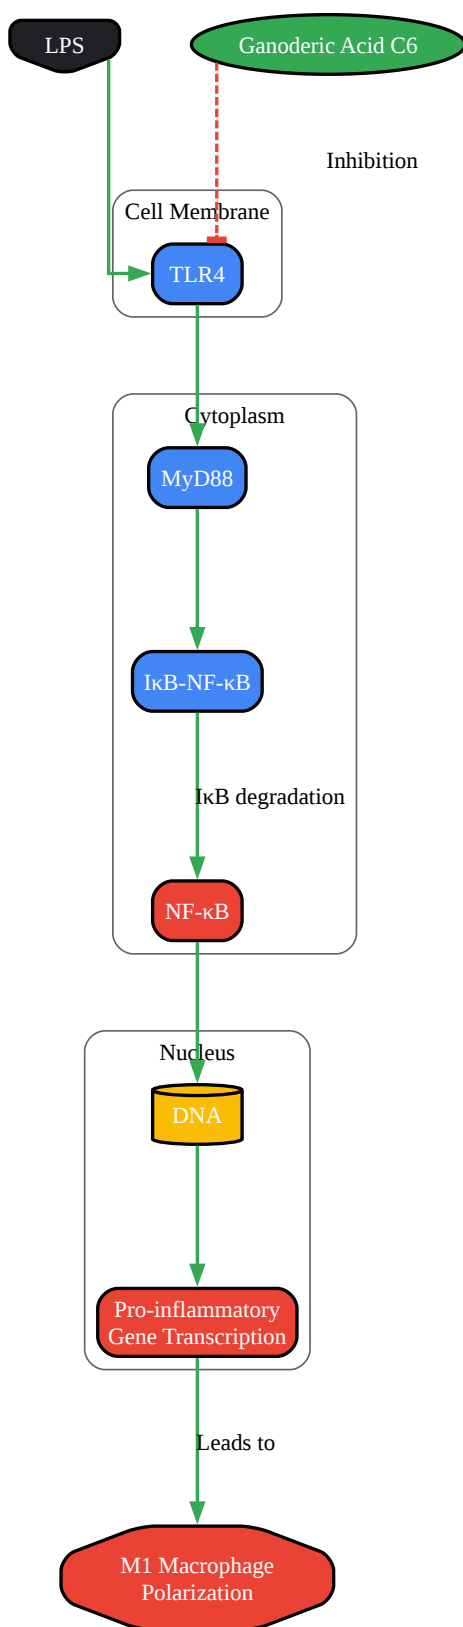 LPS
Ganoderic Acid C6
Inhibition
Cell Membrane
TLR4
Cytoplasm
MyD88
IκB-NF-κB
IκB degradation
NF-κB
Nucleus
DNA
Pro-inflammatory
Gene Transcription
Leads to
M1 Macrophage
Polarization